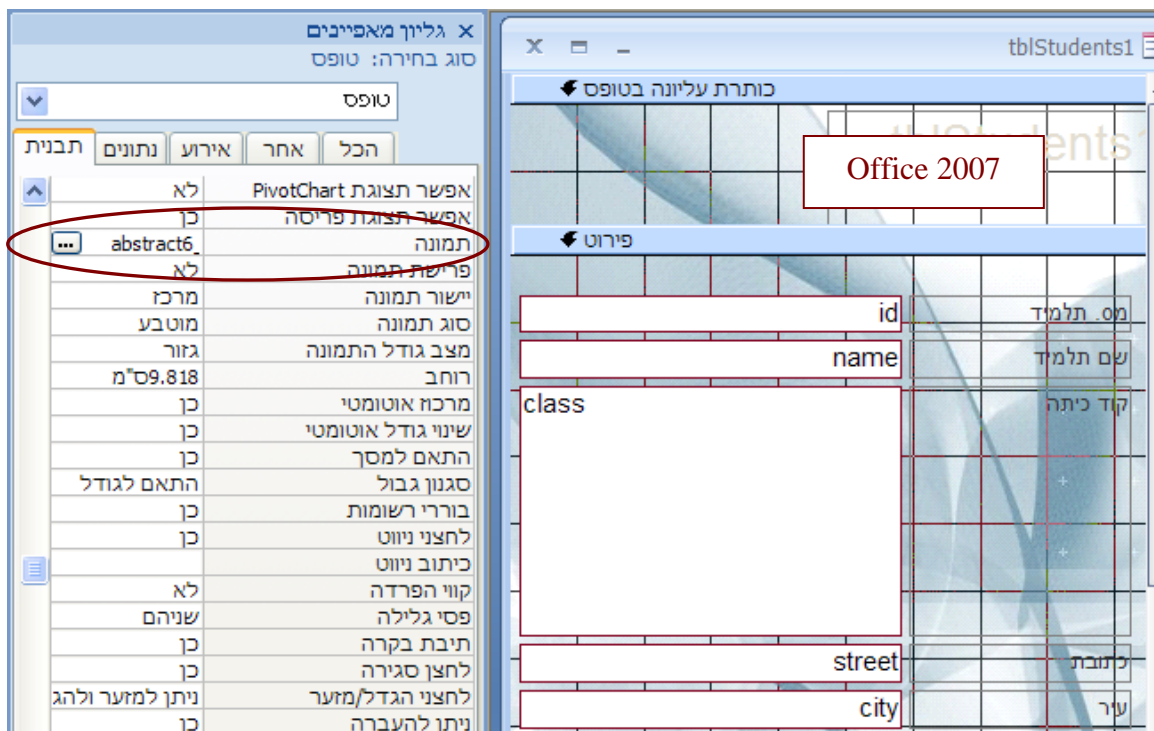 גליון מאפיינים
סוג בחירה: טופס
טופס
הכל אחר אירוע נתונים תבנית
אפשר תצוגת PivotChart לא
אפשר תצוגת פריסה כן
תמונה abstract6_ ...
פרישת תמונה לא
יישור תמונה מרכז
סוג תמונה מוטבע
מצב גודל התמונה גזור
רוחב 9.818ס"מ
מרכוז אוטומטי כן
שינוי גודל אוטומטי כן
התאם למסך כן
סגנון גבול התאם לגודל
בוררי רשומות כן
לחצני ניווט כן
כיתוב ניווט
קווי הפרדה לא
פסי גלילה שניהם
תיבת בקרה כן
לחצן סגירה כן
לחצני הגדל/מזער ניתן למזער ולהג
ניתן להעברה כן
tblStudents1
כותרת עליונה בטופס
tblStudents1
Office 2007
פירוט
מס. תלמיד id
שם תלמיד name
קוד כיתה class
כתובת street
עיר city